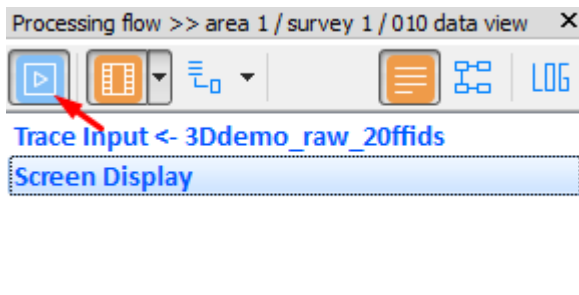 Processing flow >> area 1 / survey 1 / 010 data view
LOG
Trace Input <- 3Ddemo_raw_20ffids
Screen Display